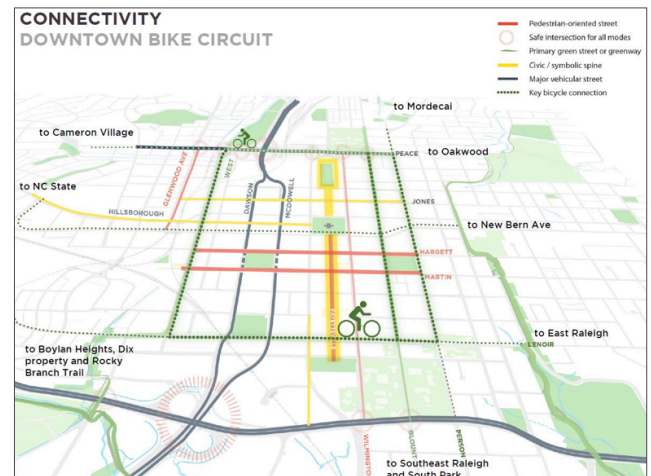 CONNECTIVITY
DOWNTOWN BIKE CIRCUIT
Pedestrian-oriented street
Safe intersection for all modes
Primary green street or greenway
Civic / symbolic spine
Major vehicular street
Key bicycle connection
to Mordecai
to Cameron Village
PEACE
to Oakwood
GLENWOOD AVE
WEST
to NC State
DAWSON
MCDOWELL
JONES
HILLSBOROUGH
to New Bern Ave
HARGETT
MARTIN
to East Raleigh
LENOIR
to Boylan Heights, Dix
property and Rocky
Branch Trail
WILMINGTO
BLOUNT
PERSON
to Southeast Raleigh
and South Park